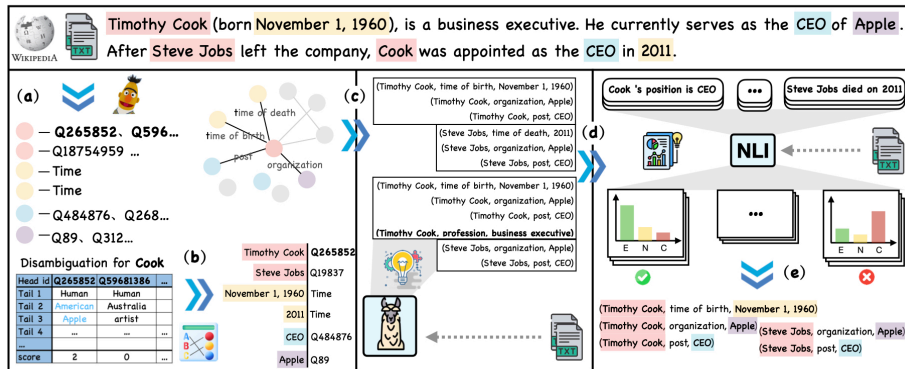 Timothy Cook (born November 1, 1960), is a business executive. He currently serves as the CEO of Apple.
After Steve Jobs left the company, Cook was appointed as the CEO in 2011.
WIKIPEDIA
TXT
(a)
Q265852、Q596...
Q18754959 ...
Time
Time
Q484876、Q268...
Q89、Q312...
time of death
time of birth
post
organization
Disambiguation for Cook
Head id Q265852 Q59681386 ...
Tail 1 Human Human
Tail 2 American Australia
Tail 3 Apple artist
Tail 4 ... ... ...
...
score 2 0 ...
(b)
A
B
C
Timothy Cook Q265852
Steve Jobs Q19837
November 1, 1960 Time
2011 Time
CEO Q484876
Apple Q89
(c)
(Timothy Cook, time of birth, November 1, 1960)
(Timothy Cook, organization, Apple)
(Timothy Cook, post, CEO)
(Steve Jobs, time of death, 2011)
(Steve Jobs, organization, Apple)
(Steve Jobs, post, CEO)
(Timothy Cook, time of birth, November 1, 1960)
(Timothy Cook, organization, Apple)
(Timothy Cook, post, CEO)
(Timothy Cook, profession, business executive)
(Steve Jobs, organization, Apple)
(Steve Jobs, post, CEO)
TXT
(d)
Cook 's position is CEO
...
Steve Jobs died on 2011
NLI
TXT
E N C
...
E N C
(e)
(Timothy Cook, time of birth, November 1, 1960)
(Timothy Cook, organization, Apple)
(Timothy Cook, post, CEO)
(Steve Jobs, organization, Apple)
(Steve Jobs, post, CEO)